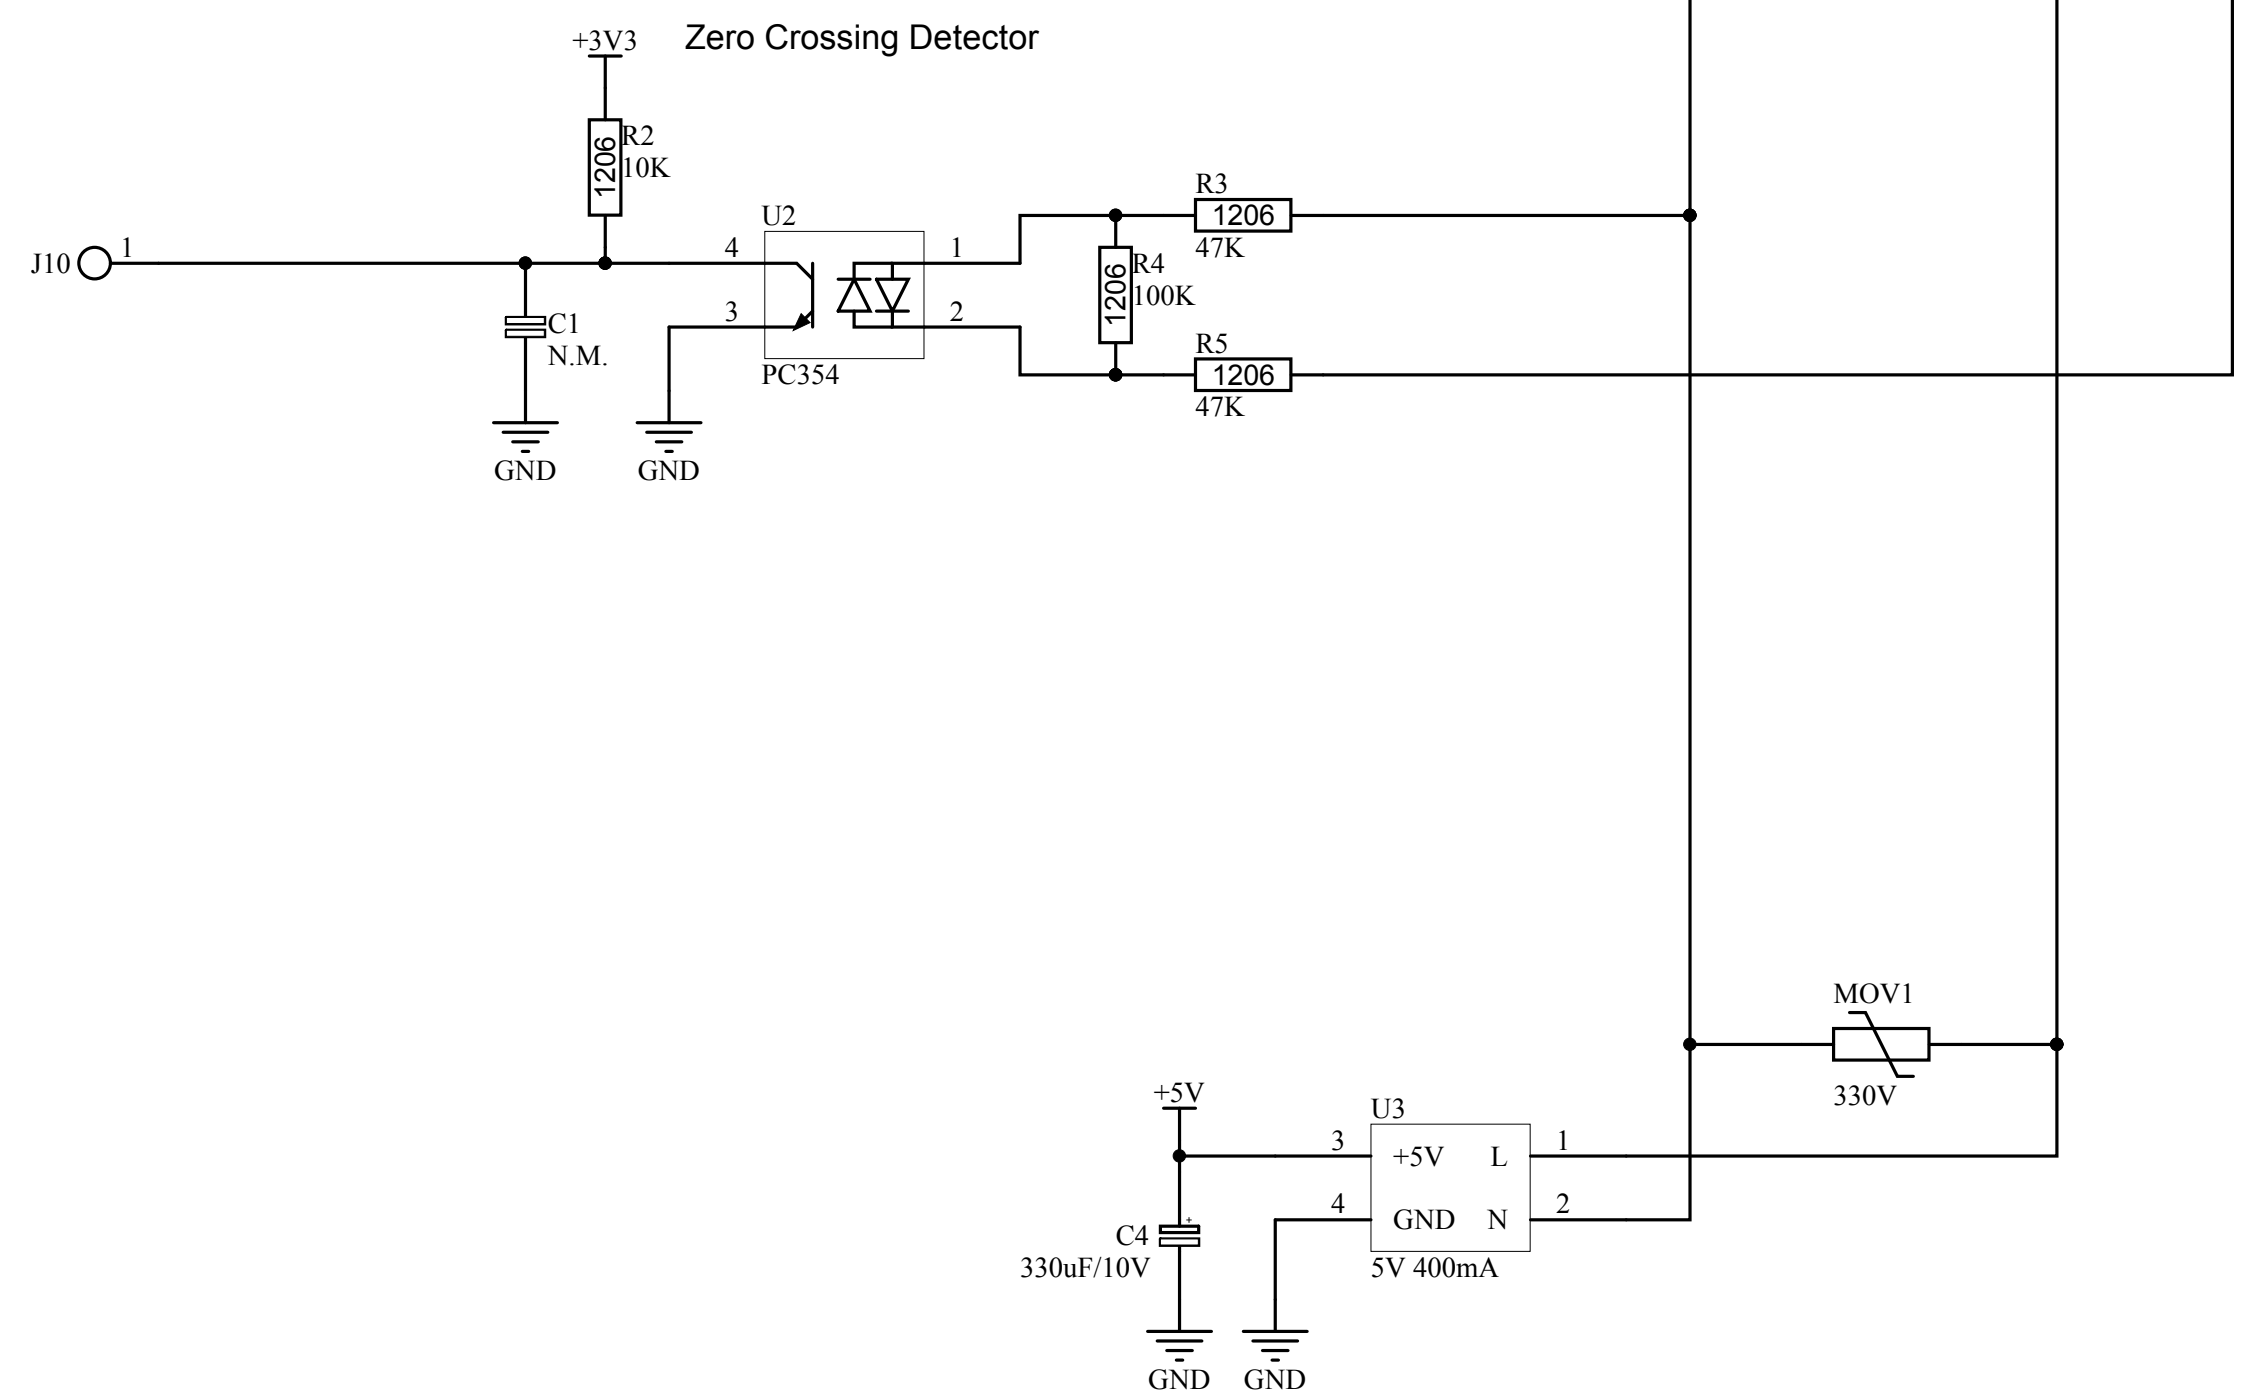 Zero Crossing Detector
+3V3
R2
10K
1206
J10
1
C1
N.M.
GND
GND
U2
4
3
1
2
PC354
R3
1206
47K
R4
100K
1206
R5
1206
47K
MOV1
330V
+5V
U3
3
+5V
L
1
4
GND
N
2
5V 400mA
+
C4
330uF/10V
GND
GND